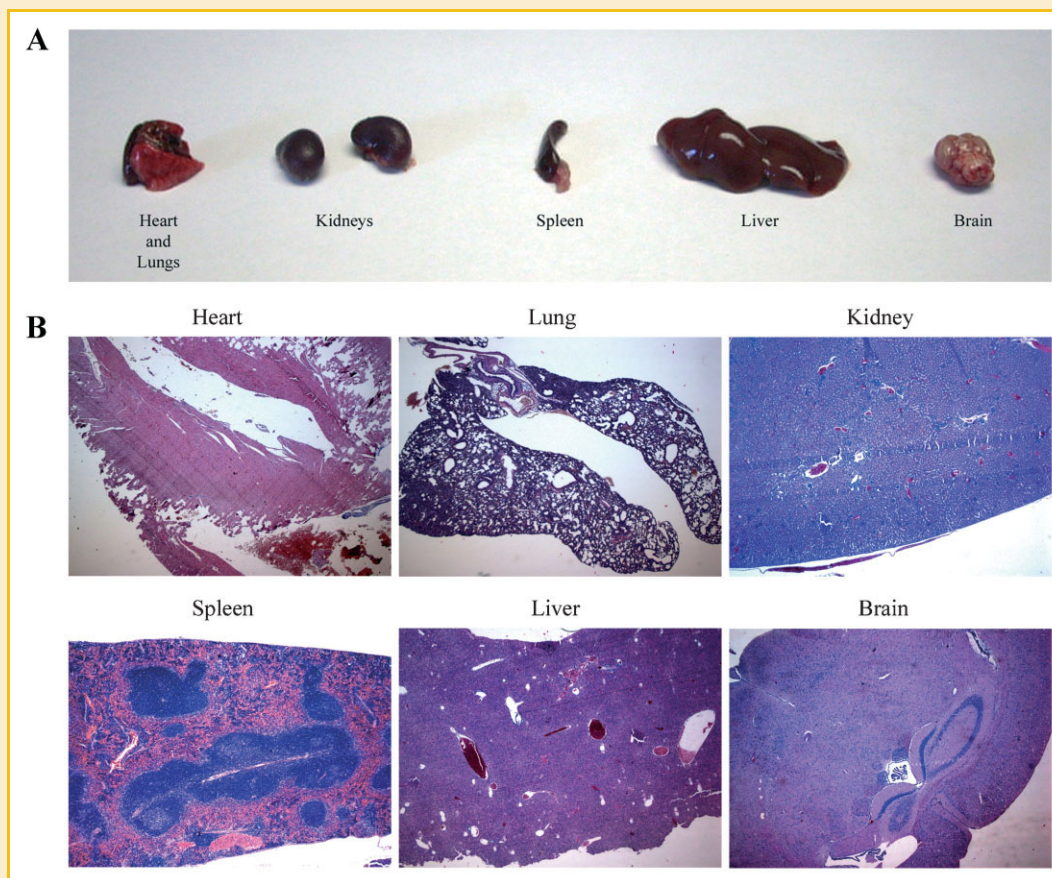 A
Heart
and
Lungs
Kidneys
Spleen
Liver
Brain
B
Heart
Lung
Kidney
Spleen
Liver
Brain